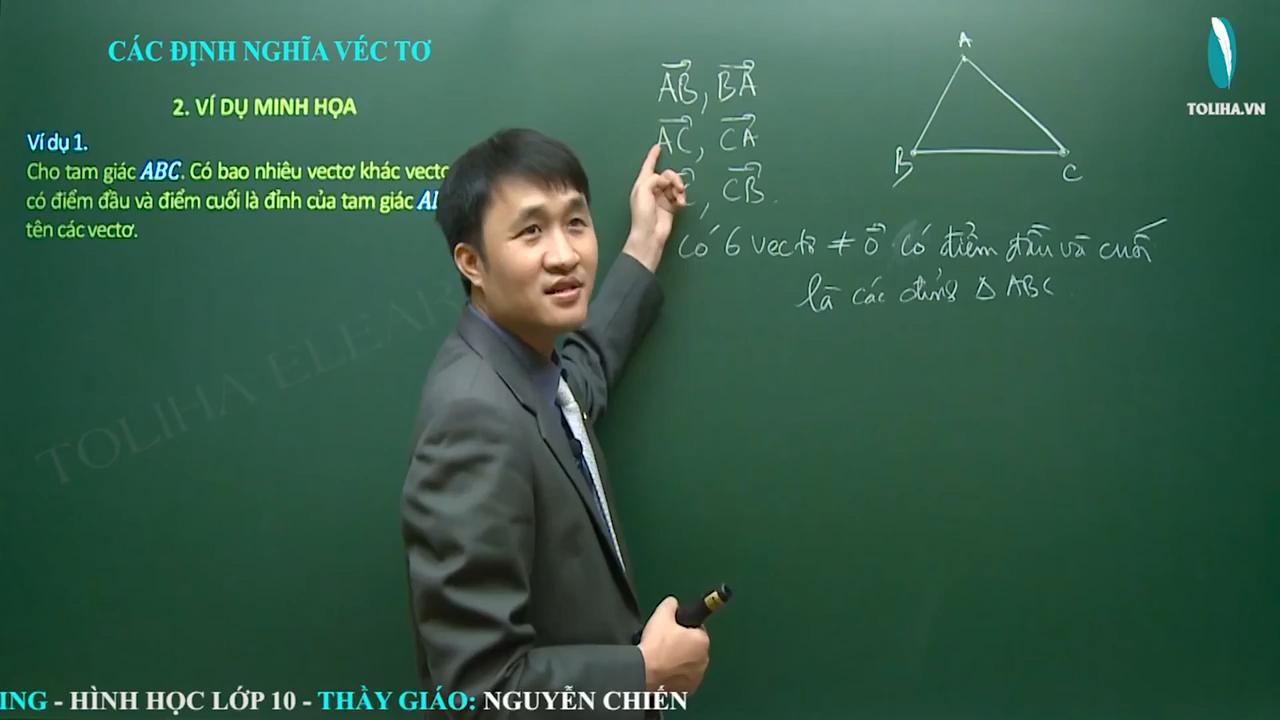 CÁC ĐỊNH NGHĨA VÉC TƠ
2. VÍ DỤ MINH HỌA
Ví dụ 1.
Cho tam giác ABC. Có bao nhiêu vectơ khác vectơ
có điểm đầu và điểm cuối là đỉnh của tam giác
tên các vectơ.
AB, BA
AC, CA
CB.
có 6 vectơ ≠ 0 có điểm đầu và cuối
là các đỉnh Δ ABC
A
B
C
TOLIHA.VN
TOLIHA ELEAR
ING - HÌNH HỌC LỚP 10 - THẦY GIÁO: NGUYỄN CHIẾN